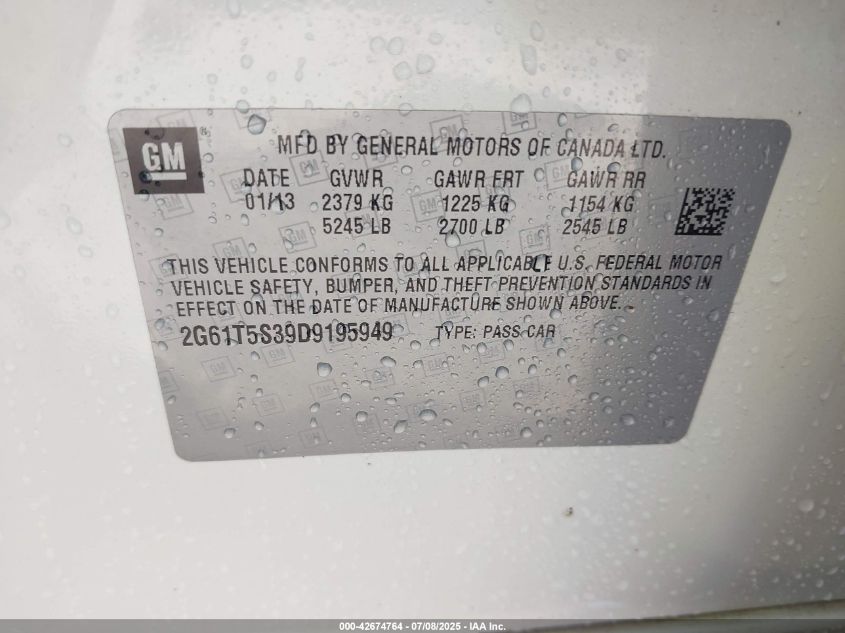 GM®
MFD BY GENERAL MOTORS OF CANADA LTD.
DATE GVWR GAWR FRT GAWR RR
01/13 2379 KG 1225 KG 1154 KG
5245 LB 2700 LB 2545 LB
THIS VEHICLE CONFORMS TO ALL APPLICABLE U.S. FEDERAL MOTOR
VEHICLE SAFETY, BUMPER, AND THEFT PREVENTION STANDARDS IN
EFFECT ON THE DATE OF MANUFACTURE SHOWN ABOVE.
2G61T5S39D9195949 TYPE: PASS CAR
000-42674764 / 07/08/2025 - IAA Inc.